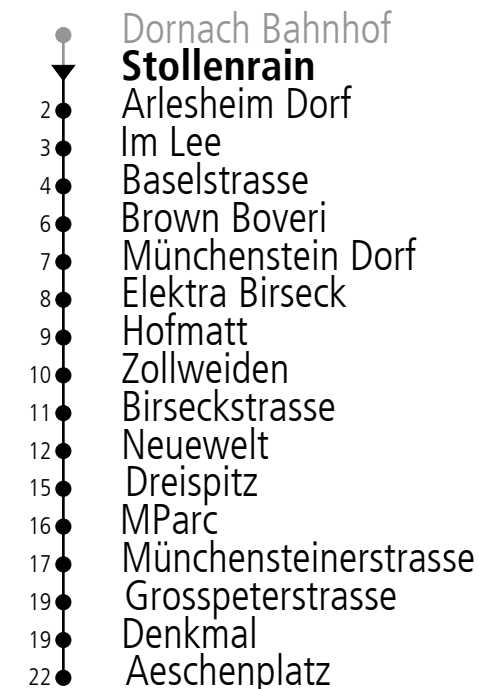 Dornach Bahnhof
Stollenrain
2 Arlesheim Dorf
3 Im Lee
4 Baselstrasse
6 Brown Boveri
7 Münchenstein Dorf
8 Elektra Birseck
9 Hofmatt
10 Zollweiden
11 Birseckstrasse
12 Neuewelt
15 Dreispitz
16 MParc
17 Münchensteinerstrasse
19 Grosspeterstrasse
19 Denkmal
22 Aeschenplatz